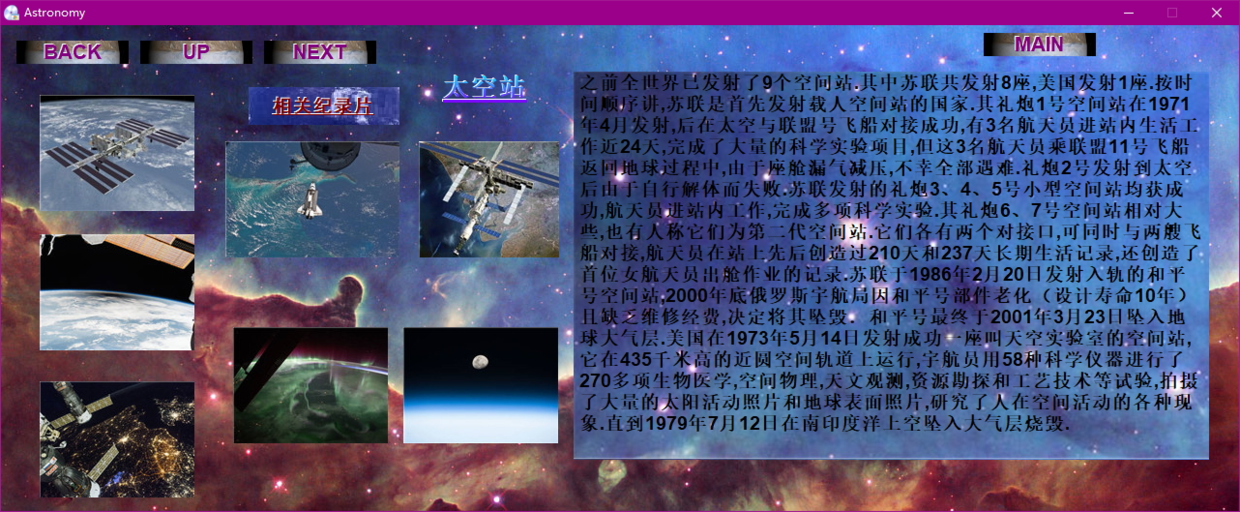 Astronomy
BACK
UP
NEXT
MAIN
太空站
相关纪录片
之前全世界已发射了9个空间站.其中苏联共发射8座,美国发射1座.按时
间顺序讲,苏联是首先发射载人空间站的国家.其礼炮1号空间站在1971
年4月发射,后在太空与联盟号飞船对接成功,有3名航天员进站内生活工
作近24天,完成了大量的科学实验项目,但这3名航天员乘联盟11号飞船
返回地球过程中,由于座舱漏气减压,不幸全部遇难.礼炮2号发射到太空
后由于自行解体而失败.苏联发射的礼炮3、4、5号小型空间站均获成
功,航天员进站内工作,完成多项科学实验.其礼炮6、7号空间站相对大
些,也有人称它们为第二代空间站.它们各有两个对接口,可同时与两艘飞
船对接,航天员在站上先后创造过210天和237天长期生活记录,还创造了
首位女航天员出舱作业的记录.苏联于1986年2月20日发射入轨的和平
号空间站,2000年底俄罗斯宇航局因和平号部件老化（设计寿命10年）
且缺乏维修经费,决定将其坠毁．和平号最终于2001年3月23日坠入地
球大气层.美国在1973年5月14日发射成功一座叫天空实验室的空间站,
它在435千米高的近圆空间轨道上运行,宇航员用58种科学仪器进行了
270多项生物医学,空间物理,天文观测,资源勘探和工艺技术等试验,拍摄
了大量的太阳活动照片和地球表面照片,研究了人在空间活动的各种现
象.直到1979年7月12日在南印度洋上空坠入大气层烧毁.